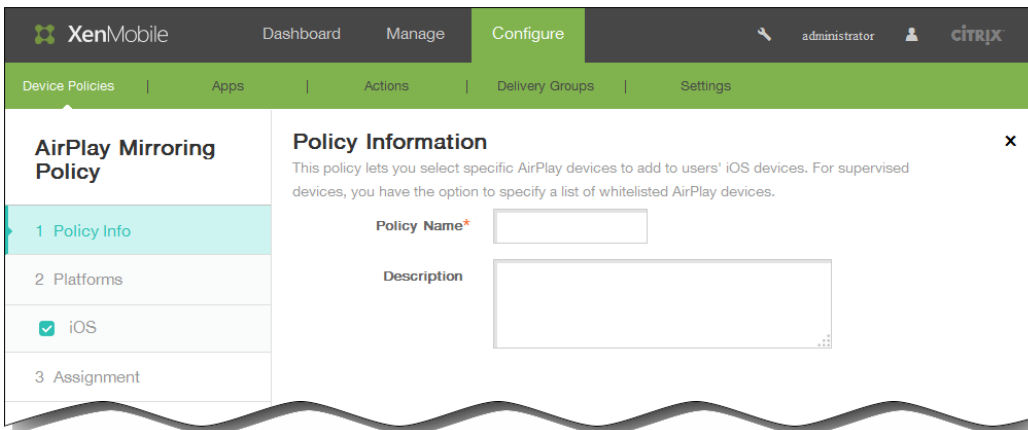 XenMobile Dashboard Manage Configure administrator CITRIX
Device Policies | Apps | Actions | Delivery Groups | Settings
AirPlay Mirroring
Policy
1 Policy Info
2 Platforms
iOS
3 Assignment
Policy Information
This policy lets you select specific AirPlay devices to add to users' iOS devices. For supervised
devices, you have the option to specify a list of whitelisted AirPlay devices.
Policy Name*
Description